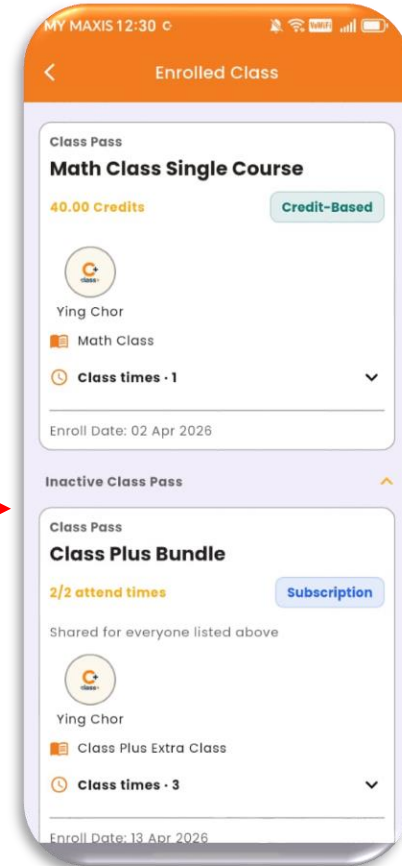 MY MAXIS 12:30
VoWiFi
Enrolled Class
Class Pass
Math Class Single Course
40.00 Credits
Credit-Based
C+
class+
Ying Chor
Math Class
Class times · 1
Enroll Date: 02 Apr 2026
Inactive Class Pass
Class Pass
Class Plus Bundle
2/2 attend times
Subscription
Shared for everyone listed above
C+
class+
Ying Chor
Class Plus Extra Class
Class times · 3
Enroll Date: 13 Apr 2026